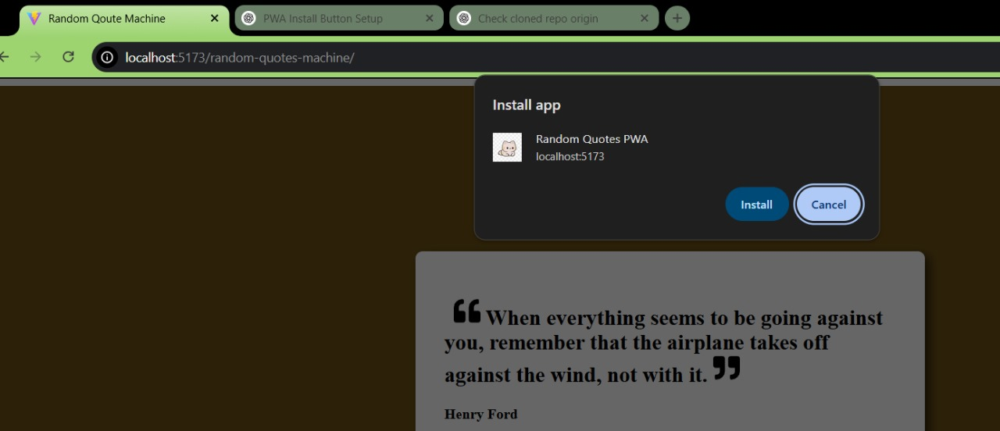 Random Qoute Machine
PWA Install Button Setup
Check cloned repo origin
localhost:5173/random-quotes-machine/
Install app
Random Quotes PWA
localhost:5173
Install
Cancel
❝ When everything seems to be going against
you, remember that the airplane takes off
against the wind, not with it. ❞
Henry Ford